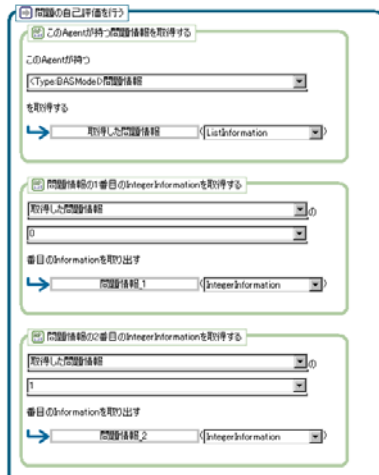 問題の自己評価を行う
このAgentが持つ問題情報を取得する
このAgentが持つ
<Type:BASModel>問題情報
を取得する
取得した問題情報 (ListInformation)
問題情報の1番目のIntegerInformationを取得する
取得した問題情報 の
0
番目のInformationを取り出す
問題情報_1 (IntegerInformation)
問題情報の2番目のIntegerInformationを取得する
取得した問題情報 の
1
番目のInformationを取り出す
問題情報_2 (IntegerInformation)